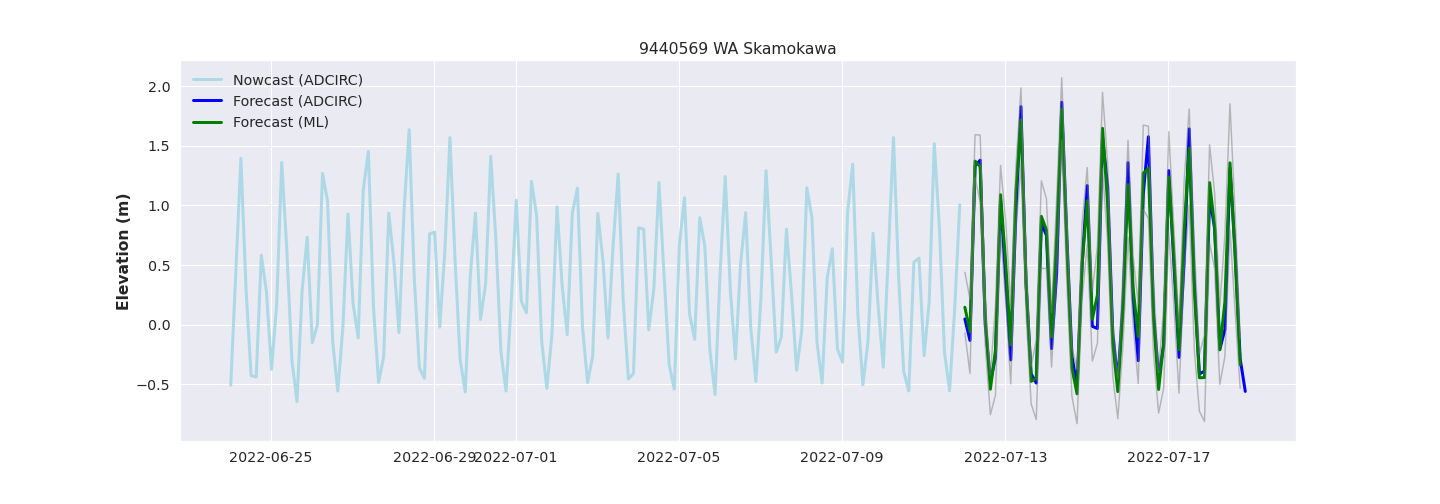 9440569 WA Skamokawa
Nowcast (ADCIRC)
Forecast (ADCIRC)
Forecast (ML)
Elevation (m)
2.0
1.5
1.0
0.5
0.0
−0.5
2022-06-25
2022-06-29
2022-07-01
2022-07-05
2022-07-09
2022-07-13
2022-07-17